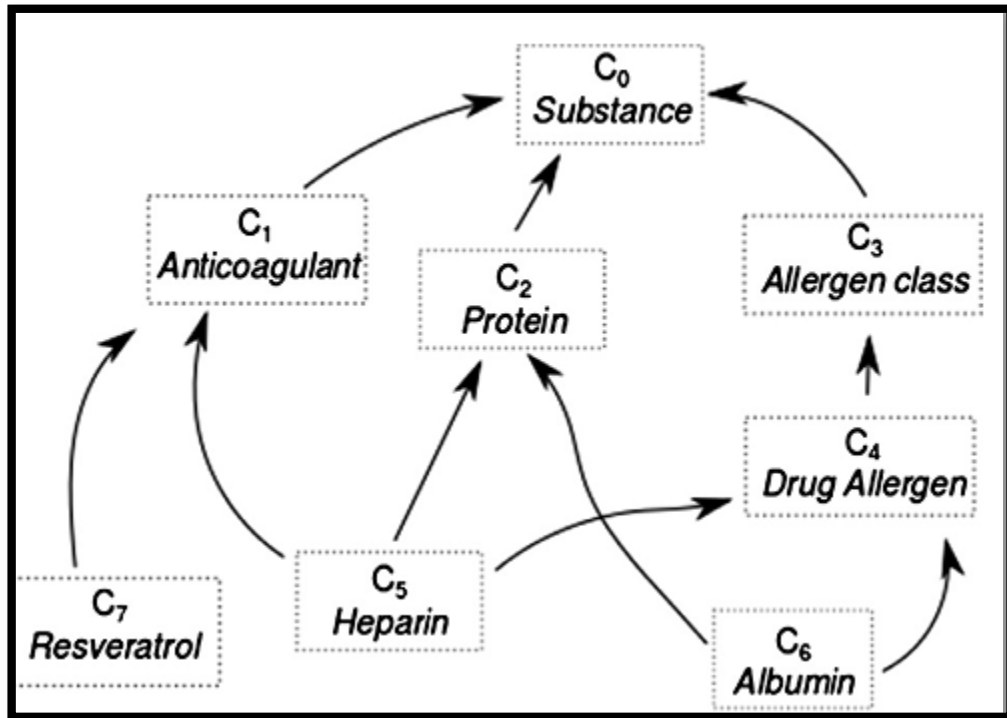 C₀
Substance
C₁
Anticoagulant
C₂
Protein
C₃
Allergen class
C₄
Drug Allergen
C₅
Heparin
C₆
Albumin
C₇
Resveratrol